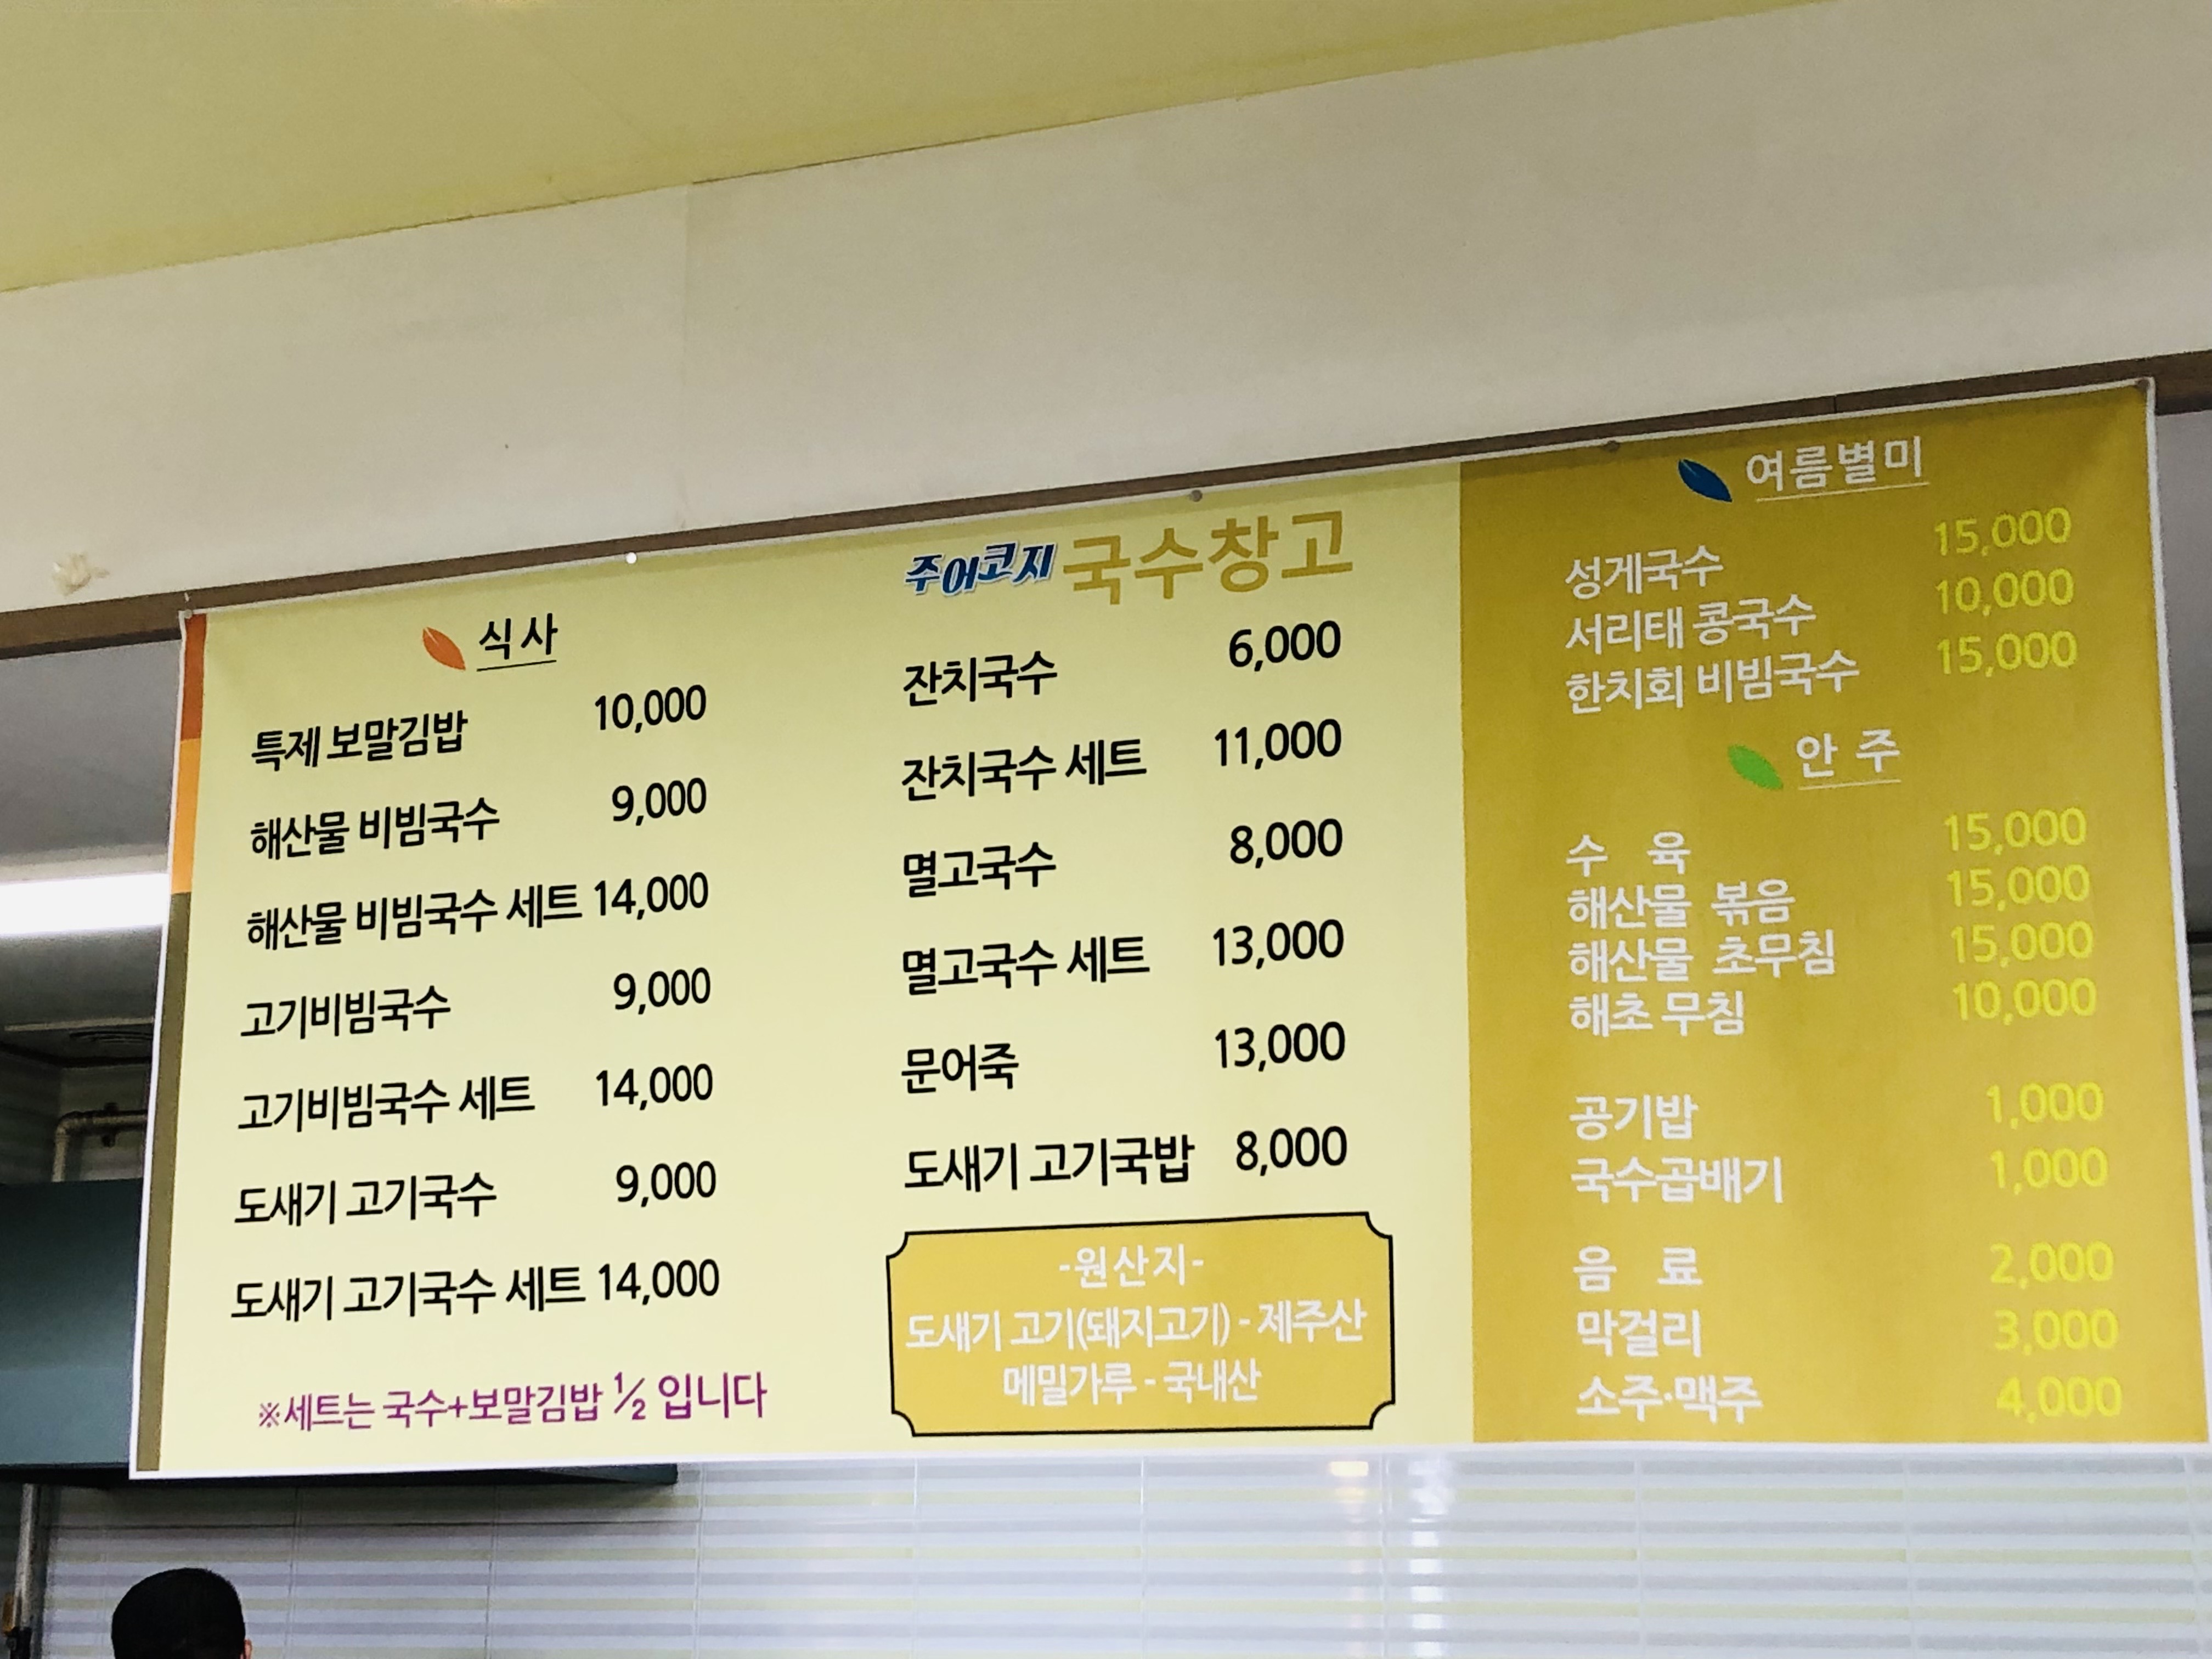 식사
특제 보말김밥 10,000
해산물 비빔국수 9,000
해산물 비빔국수 세트 14,000
고기비빔국수 9,000
고기비빔국수 세트 14,000
도새기 고기국수 9,000
도새기 고기국수 세트 14,000
※세트는 국수+보말김밥 ½ 입니다
주어코지 국수창고
잔치국수 6,000
잔치국수 세트 11,000
멸고국수 8,000
멸고국수 세트 13,000
문어죽 13,000
도새기 고기국밥 8,000
-원산지-
도새기 고기(돼지고기) - 제주산
메밀가루 - 국내산
여름별미
성게국수 15,000
서리태 콩국수 10,000
한치회 비빔국수 15,000
안 주
수 육 15,000
해산물 볶음 15,000
해산물 초무침 15,000
해초 무침 10,000
공기밥 1,000
국수곱배기 1,000
음 료 2,000
막걸리 3,000
소주·맥주 4,000